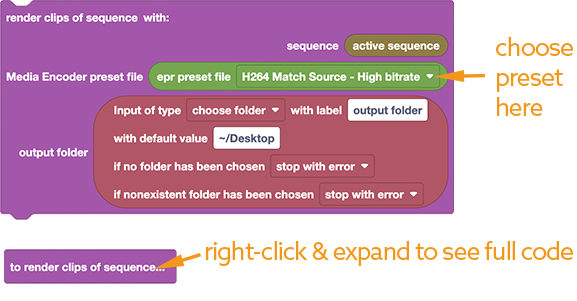 render clips of sequence with:
sequence active sequence
Media Encoder preset file epr preset file H264 Match Source - High bitrate
choose
preset
here
Input of type choose folder with label output folder
with default value ~/Desktop
output folder
if no folder has been chosen stop with error
if nonexistent folder has been chosen stop with error
to render clips of sequence...
right-click & expand to see full code